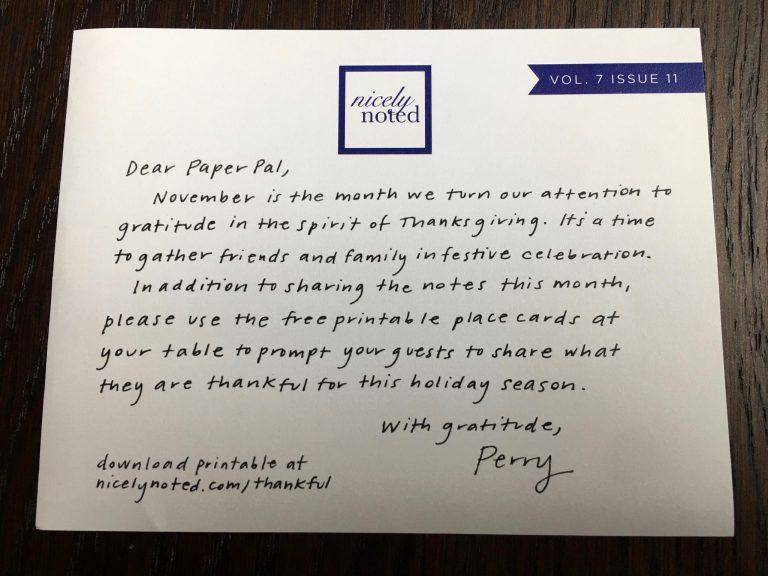 VOL. 7 ISSUE 11
nicely
noted
Dear Paper Pal,
November is the month we turn our attention to
gratitude in the spirit of Thanksgiving. It's a time
to gather friends and family in festive celebration.
In addition to sharing the notes this month,
please use the free printable place cards at
your table to prompt your guests to share what
they are thankful for this holiday season.
With gratitude,
Perry
download printable at
nicelynoted.com/thankful